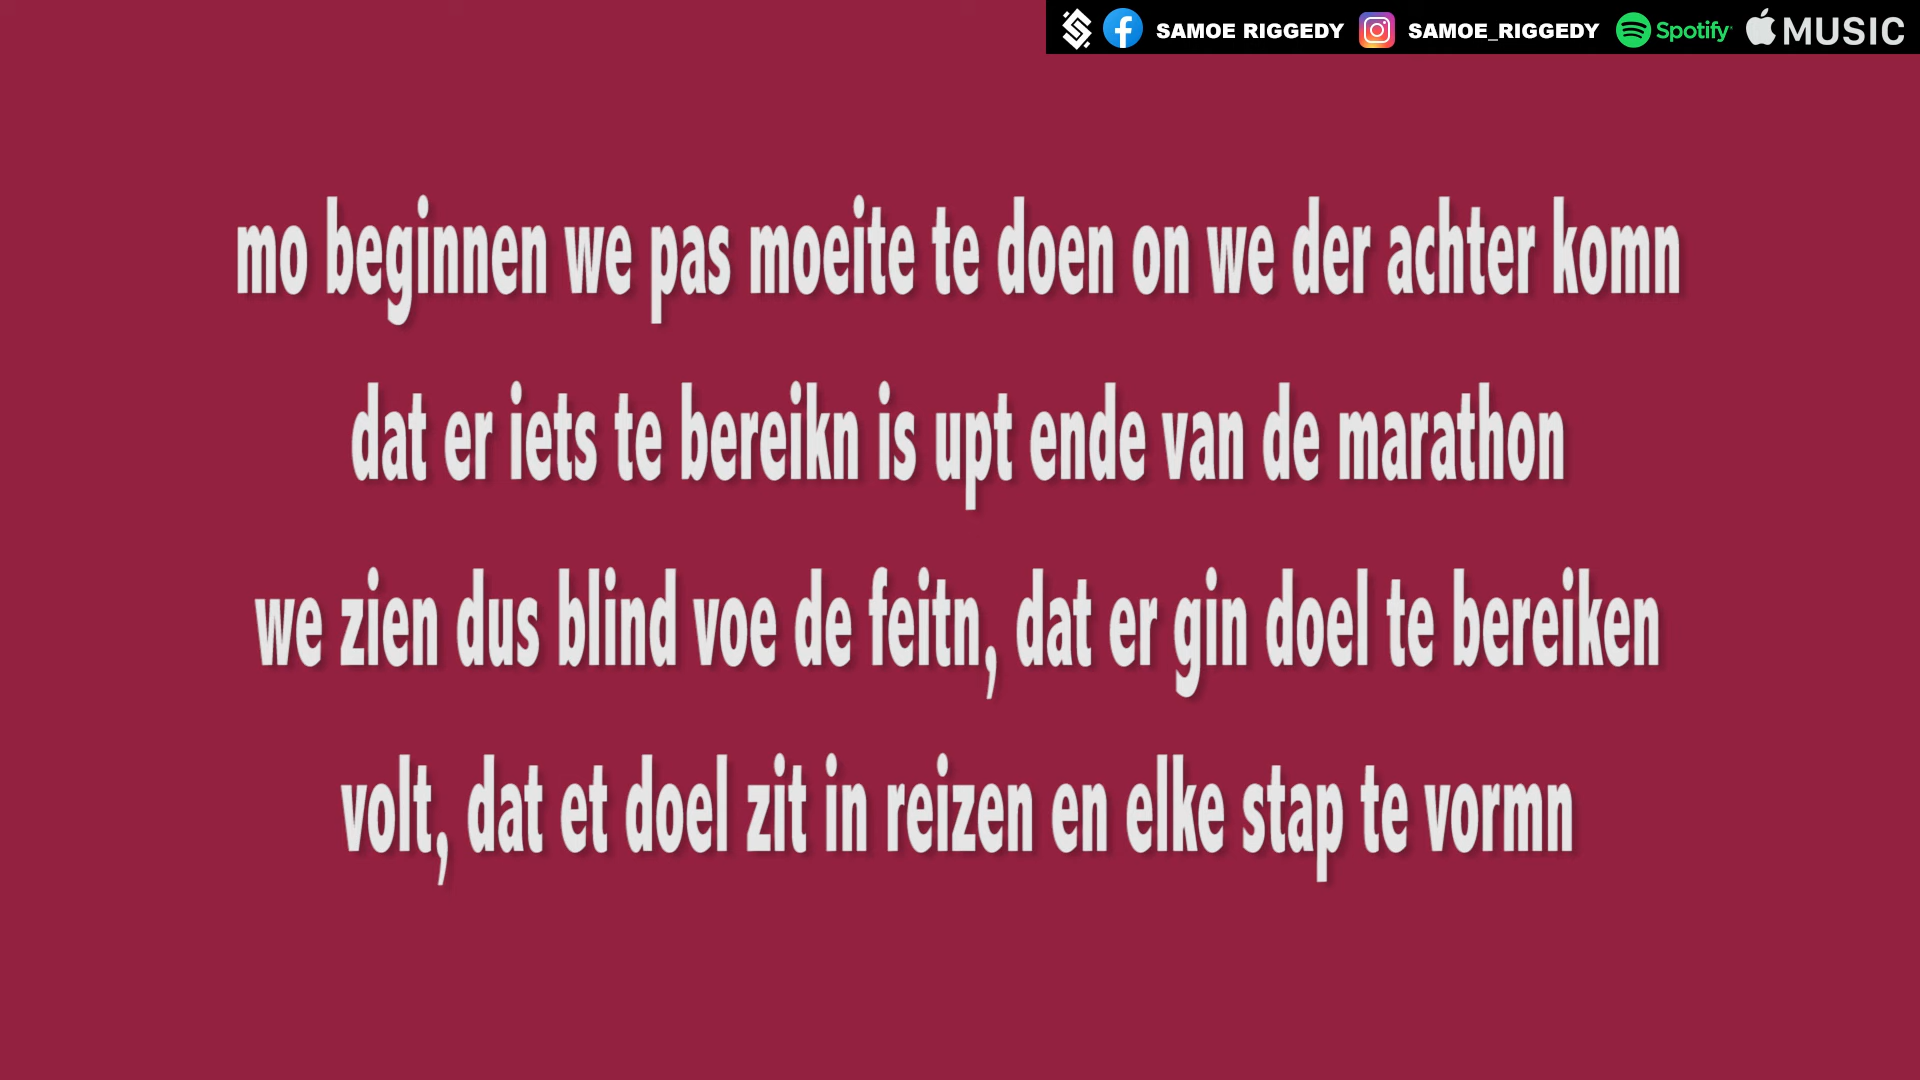 SAMOE RIGGEDY SAMOE_RIGGEDY Spotify MUSIC
mo beginnen we pas moeite te doen on we der achter komn
dat er iets te bereikn is upt ende van de marathon
we zien dus blind voe de feitn, dat er gin doel te bereiken
volt, dat et doel zit in reizen en elke stap te vormn